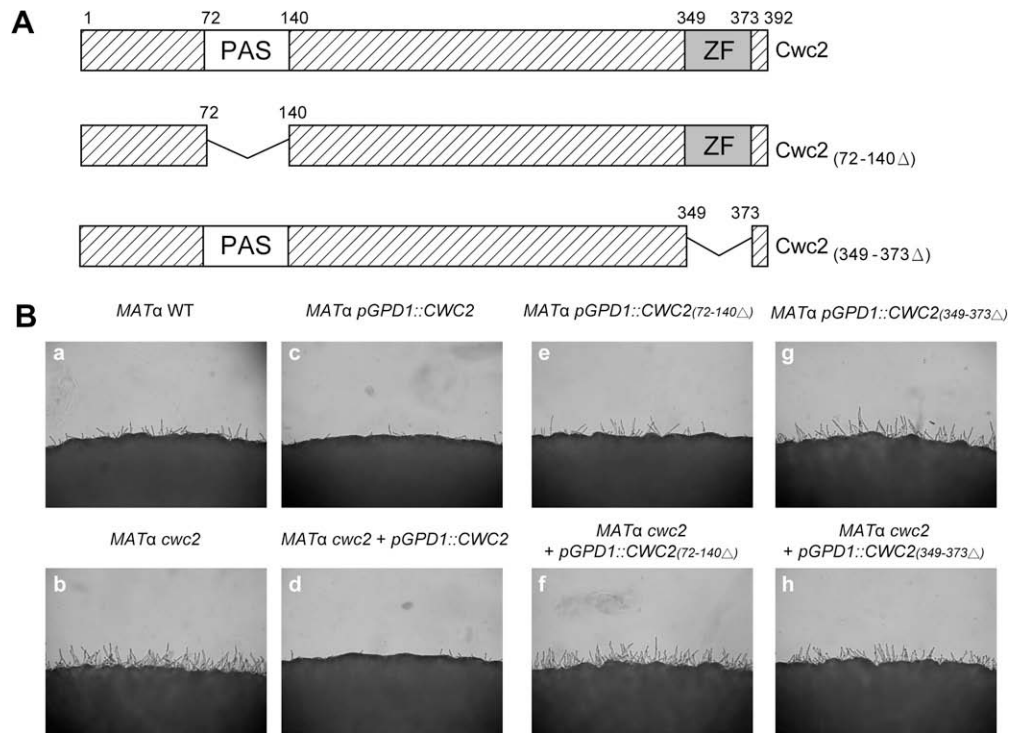 A
1 72 140 349 373 392
PAS ZF Cwc2
72 140
ZF Cwc2 (72-140△)
349 373
PAS Cwc2 (349-373△)
B
MATα WT
MATα pGPD1::CWC2
MATα pGPD1::CWC2(72-140△)
MATα pGPD1::CWC2(349-373△)
a c e g
MATα cwc2
MATα cwc2 + pGPD1::CWC2
MATα cwc2
+ pGPD1::CWC2(72-140△)
MATα cwc2
+ pGPD1::CWC2(349-373△)
b d f h